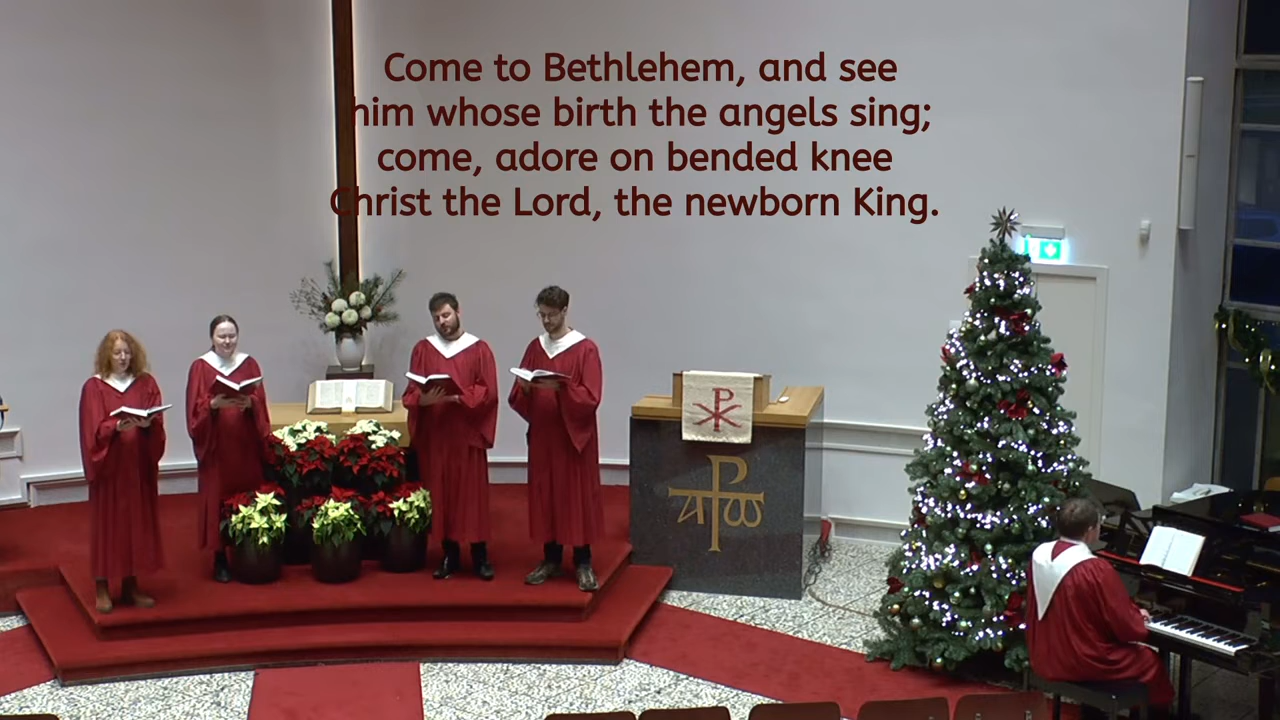 Come to Bethlehem, and see
him whose birth the angels sing;
come, adore on bended knee
Christ the Lord, the newborn King.